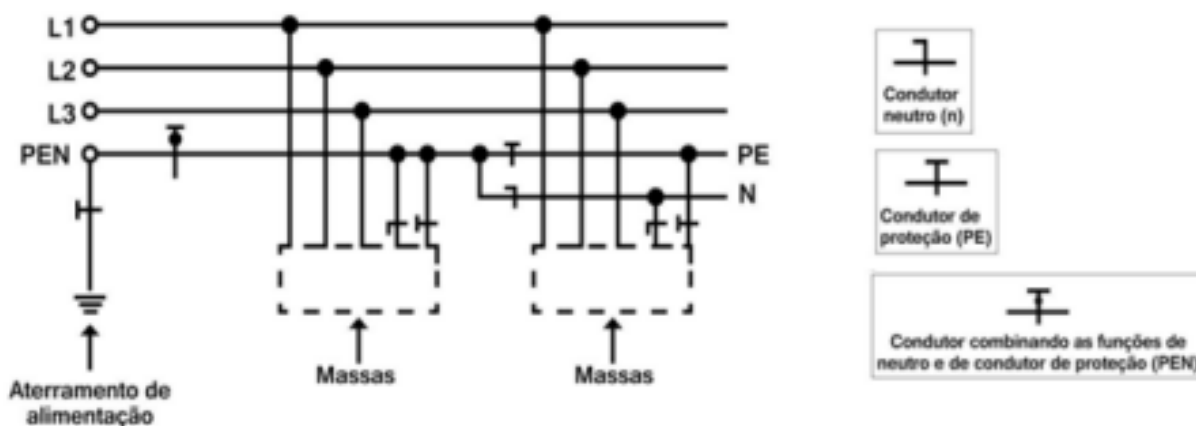 L1
L2
L3
PEN
PE
N
Massas
Massas
Aterramento de
alimentação
Condutor
neutro (n)
Condutor de
proteção (PE)
Condutor combinando as funções de
neutro e de condutor de proteção (PEN)